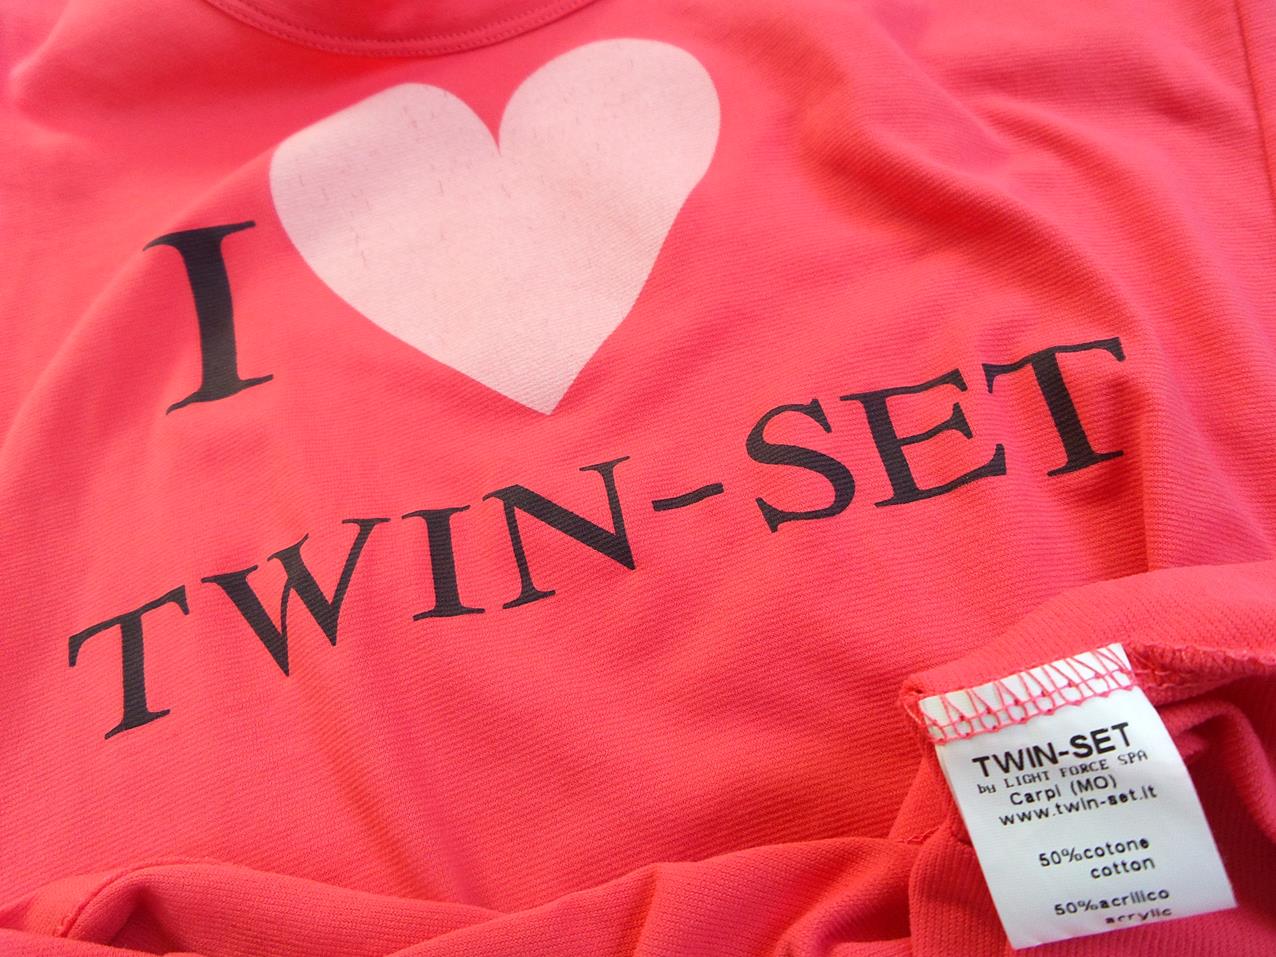 I
TWIN-SET
TWIN-SET
by LIGHT FORCE SPA
Carpi (MO)
www.twin-set.it
50%cotone
cotton
50%acrilico
acrylic